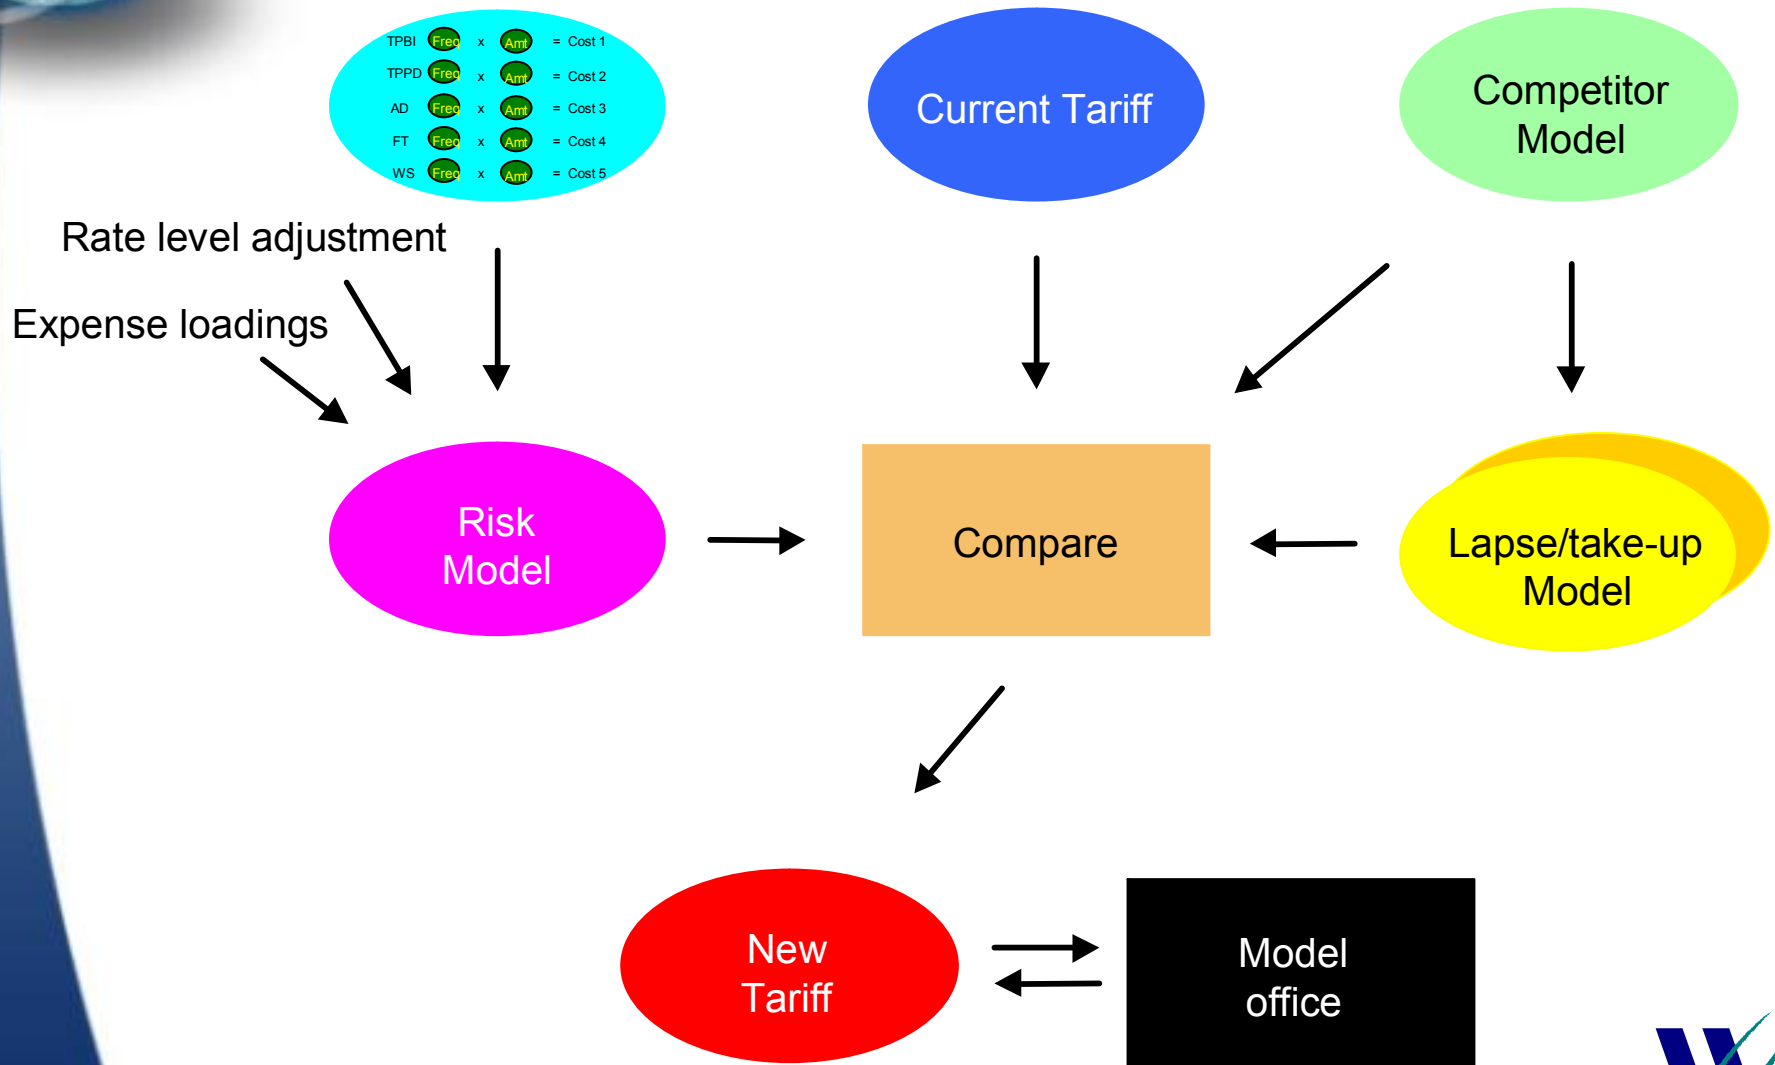 TPBI Freq x Amt = Cost 1
TPPD Freq x Amt = Cost 2
AD Freq x Amt = Cost 3
FT Freq x Amt = Cost 4
WS Freq x Amt = Cost 5
Current Tariff
Competitor
Model
Rate level adjustment
Expense loadings
Risk
Model
Compare
Lapse/take-up
Model
New
Tariff
Model
office